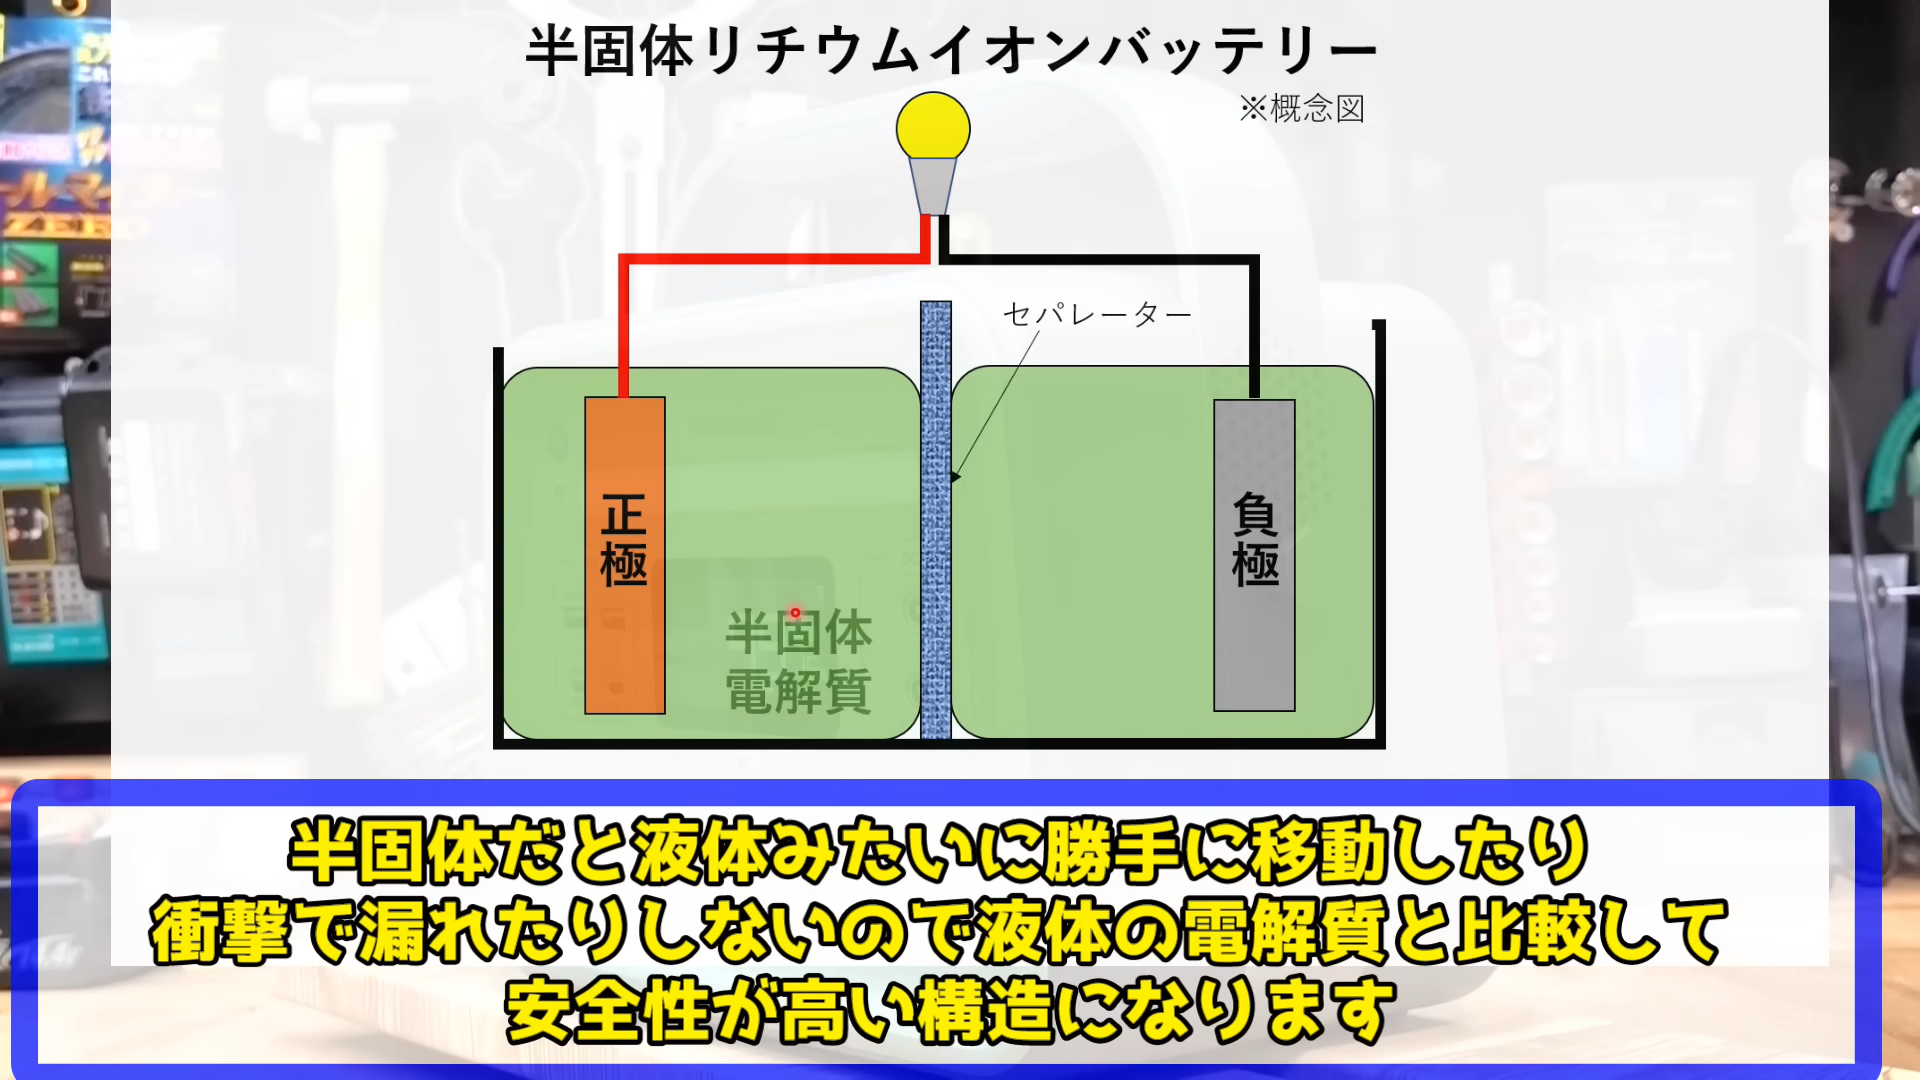 半固体リチウムイオンバッテリー
※概念図
セパレーター
正極
負極
半固体
電解質
半固体だと液体みたいに勝手に移動したり
衝撃で漏れたりしないので液体の電解質と比較して
安全性が高い構造になります